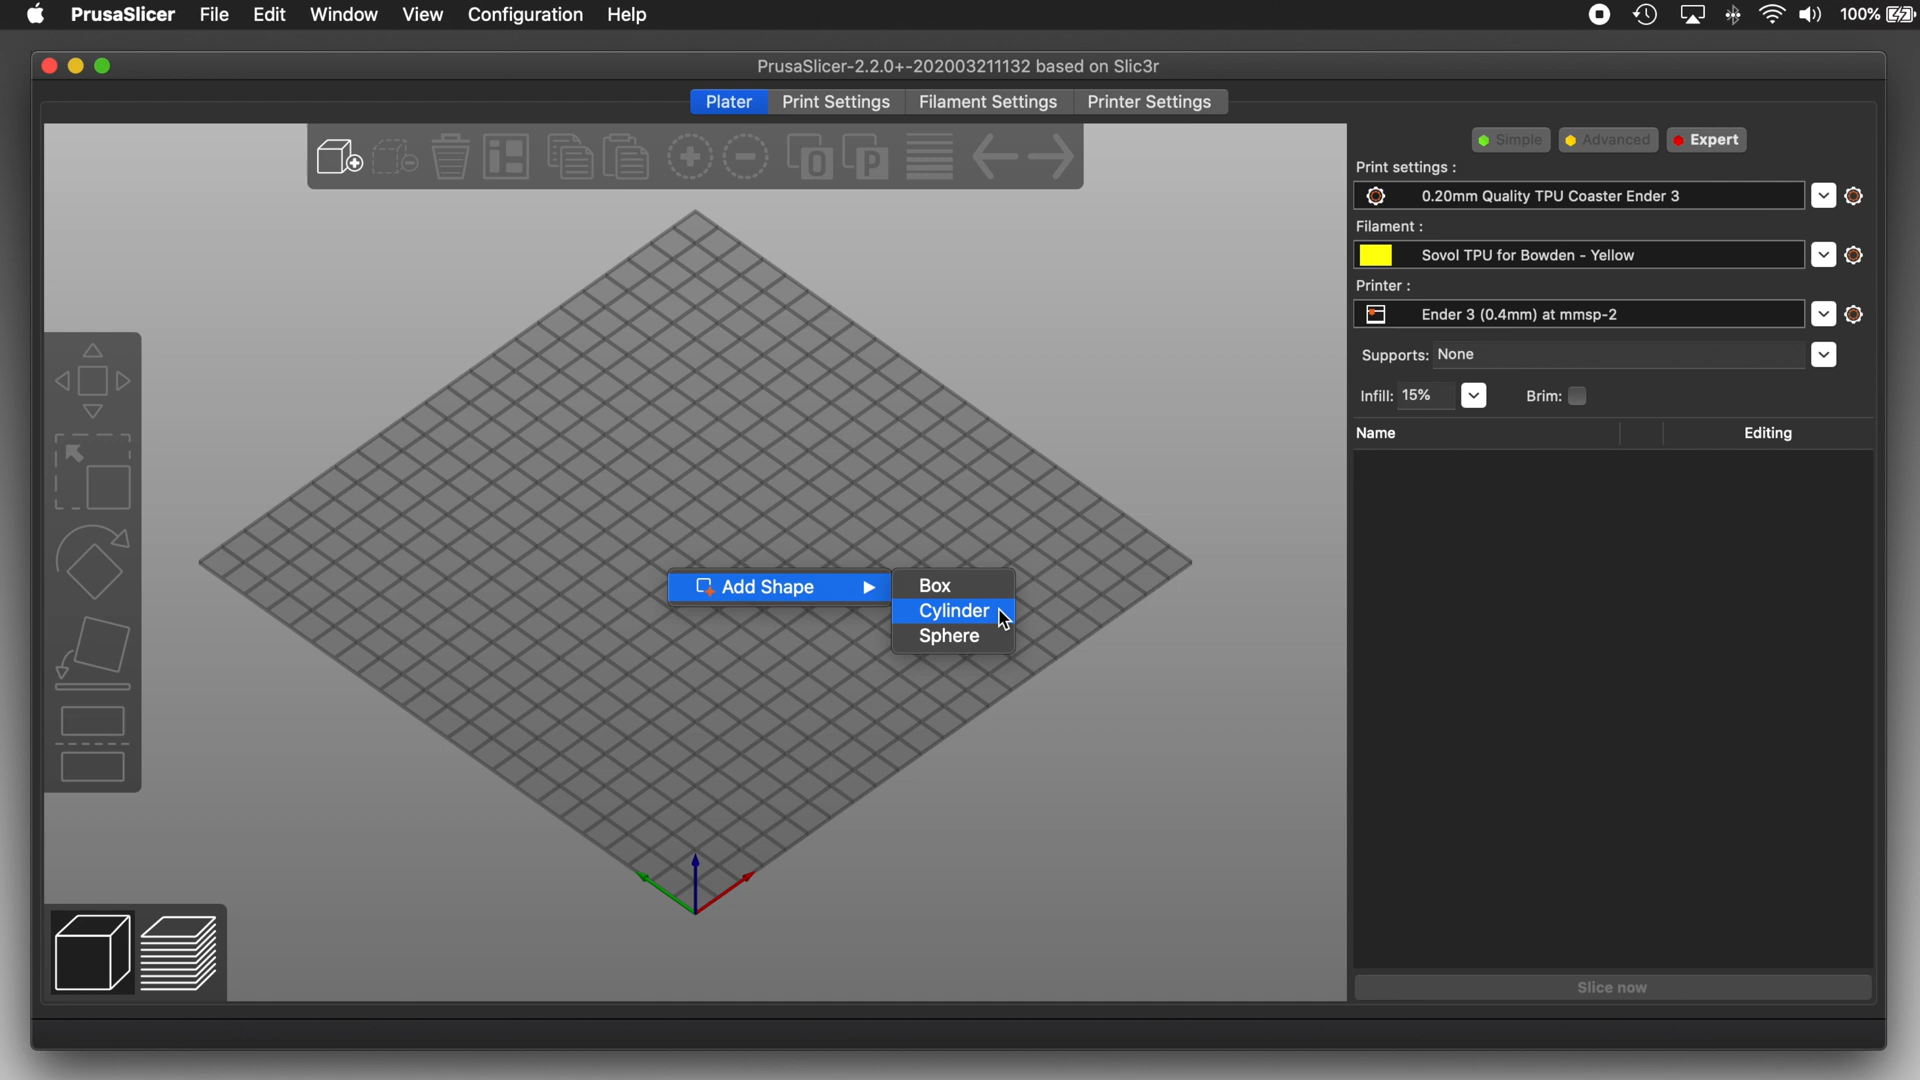 PrusaSlicer File Edit Window View Configuration Help 100%
PrusaSlicer-2.2.0+-202003211132 based on Slic3r
Plater Print Settings Filament Settings Printer Settings
O P
Simple Advanced Expert
Print settings :
0.20mm Quality TPU Coaster Ender 3
Filament :
Sovol TPU for Bowden - Yellow
Printer :
Ender 3 (0.4mm) at mmsp-2
Supports: None
Infill: 15% Brim:
Name Editing
Add Shape
Box
Cylinder
Sphere
Slice now